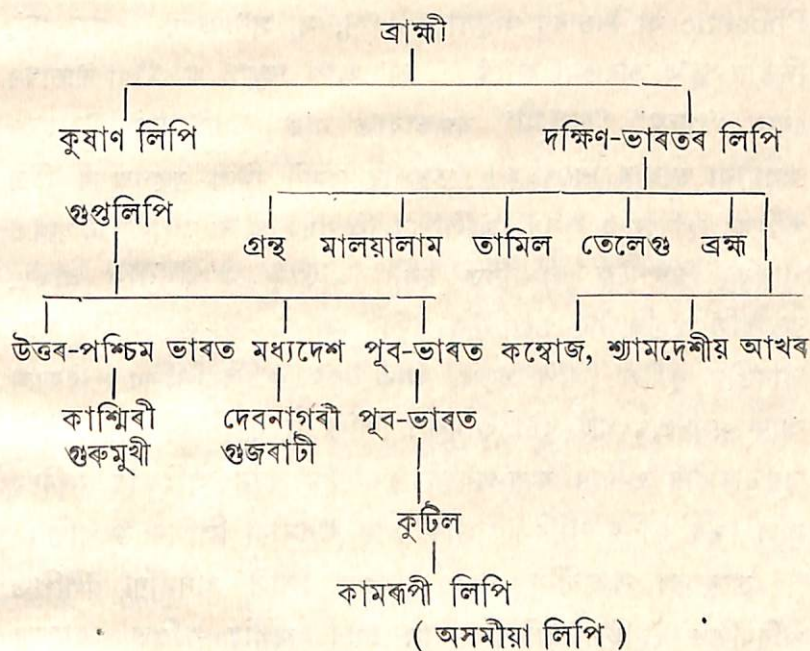 ব্ৰাহ্মী
কুষাণ লিপি দক্ষিণ-ভাৰতৰ লিপি
গুপ্তলিপি
গ্ৰন্থ মালয়ালাম তামিল তেলেগু ব্ৰহ্ম
উত্তৰ-পশ্চিম ভাৰত মধ্যদেশ পূব-ভাৰত কম্বোজ, শ্যামদেশীয় আখৰ
কাশ্মিৰী দেবনাগৰী পূব-ভাৰত
গুৰুমুখী গুজৰাটী
কুটিল
কামৰূপী লিপি
( অসমীয়া লিপি )